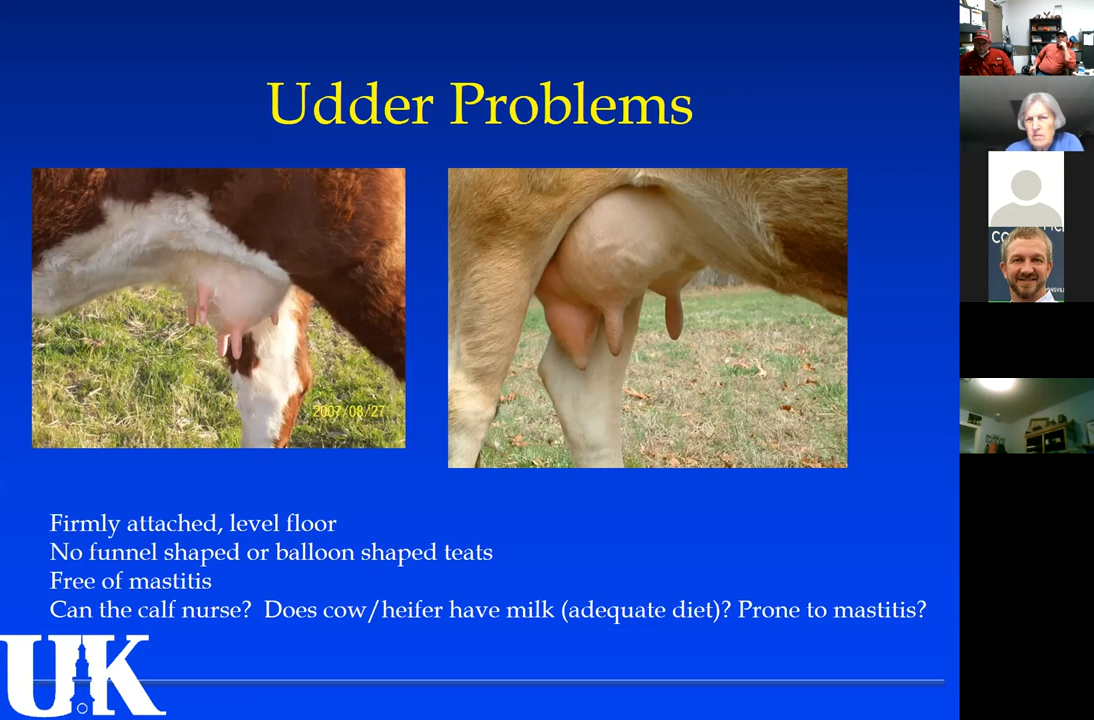 Udder Problems
2007/08/27
Firmly attached, level floor
No funnel shaped or balloon shaped teats
Free of mastitis
Can the calf nurse?  Does cow/heifer have milk (adequate diet)? Prone to mastitis?
UK